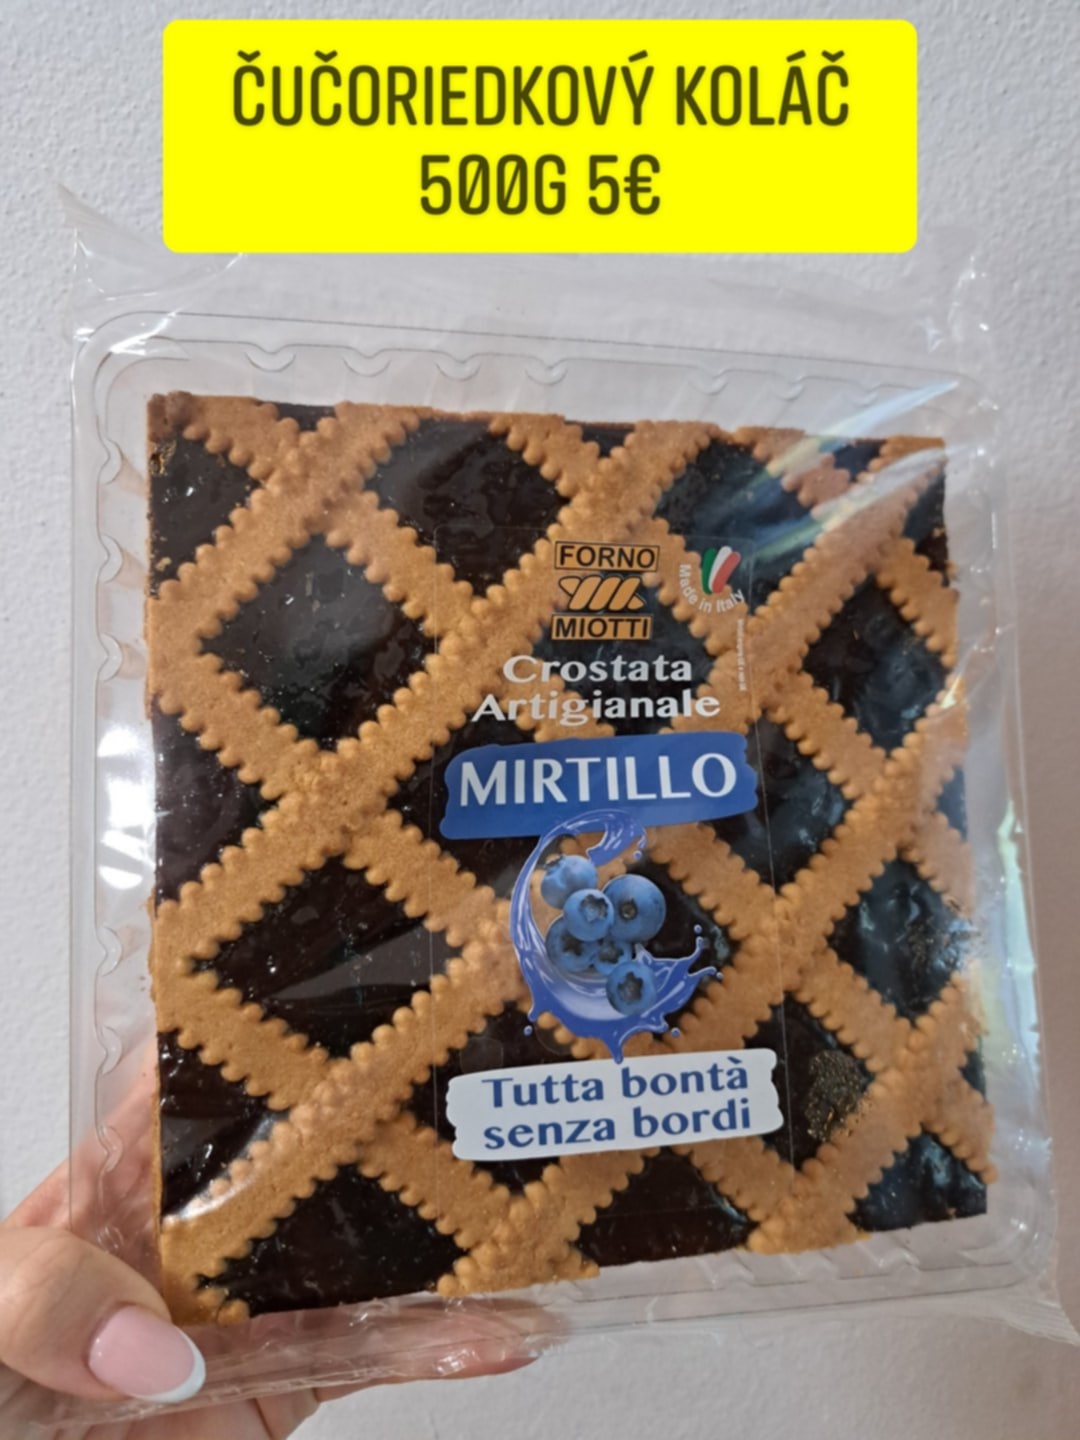 ČUČORIEDKOVÝ KOLÁČ
500G 5€
FORNO
MIOTTI
Made in Italy
Crostata
Artigianale
MIRTILLO
Tutta bontà
senza bordi